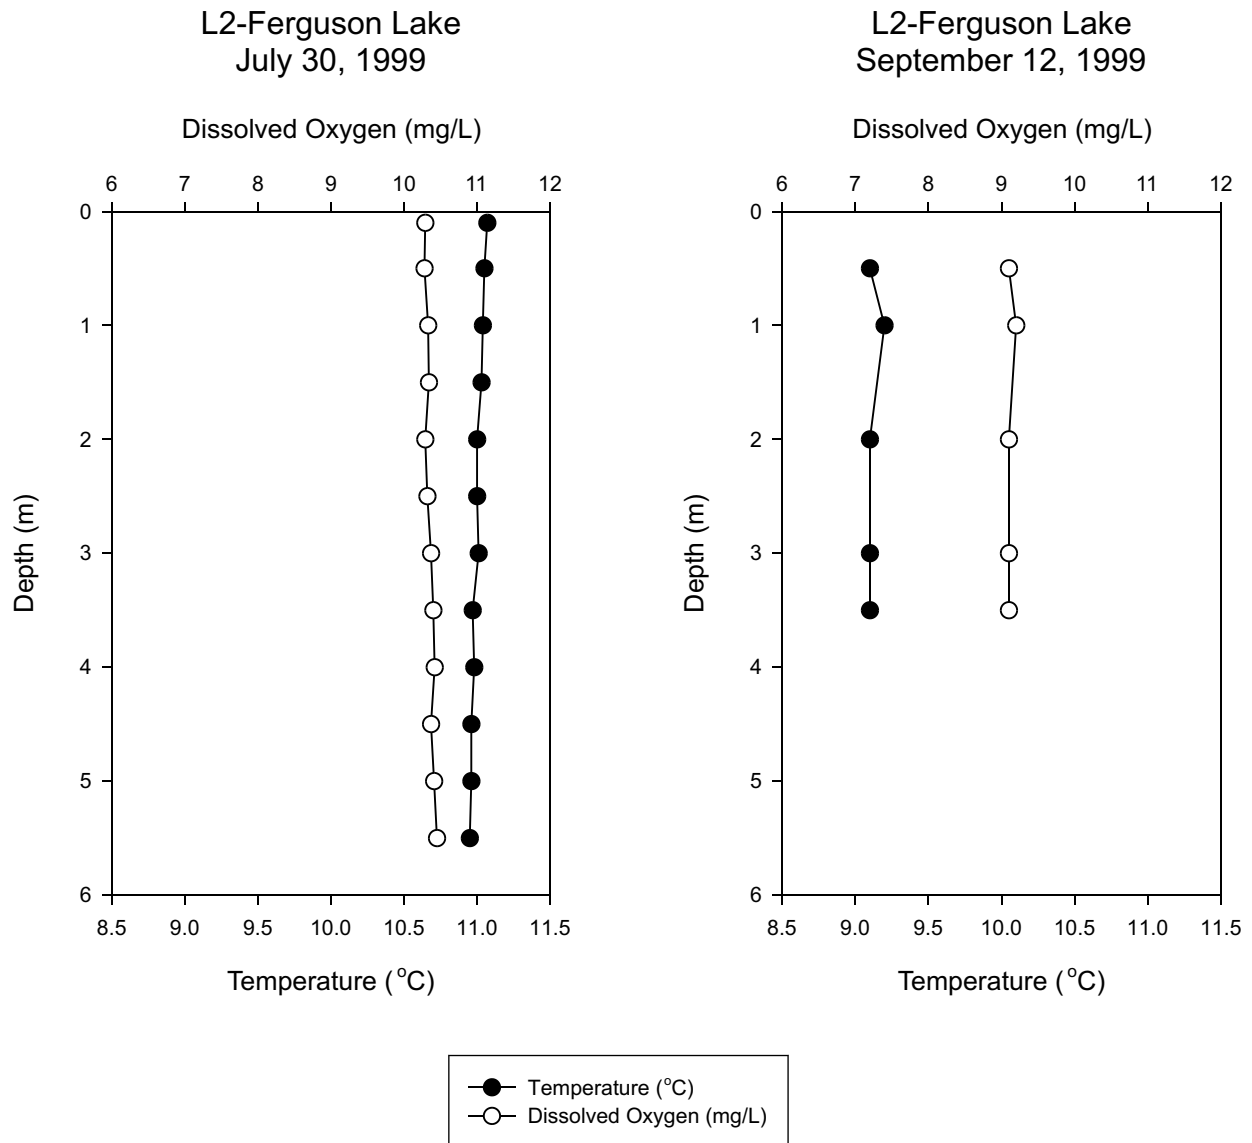 L2-Ferguson Lake
July 30, 1999
Dissolved Oxygen (mg/L)
6 7 8 9 10 11 12
0
1
2
3
4
5
6
Depth (m)
8.5 9.0 9.5 10.0 10.5 11.0 11.5
Temperature (°C)
L2-Ferguson Lake
September 12, 1999
Dissolved Oxygen (mg/L)
6 7 8 9 10 11 12
0
1
2
3
4
5
6
Depth (m)
8.5 9.0 9.5 10.0 10.5 11.0 11.5
Temperature (°C)
Temperature (°C)
Dissolved Oxygen (mg/L)